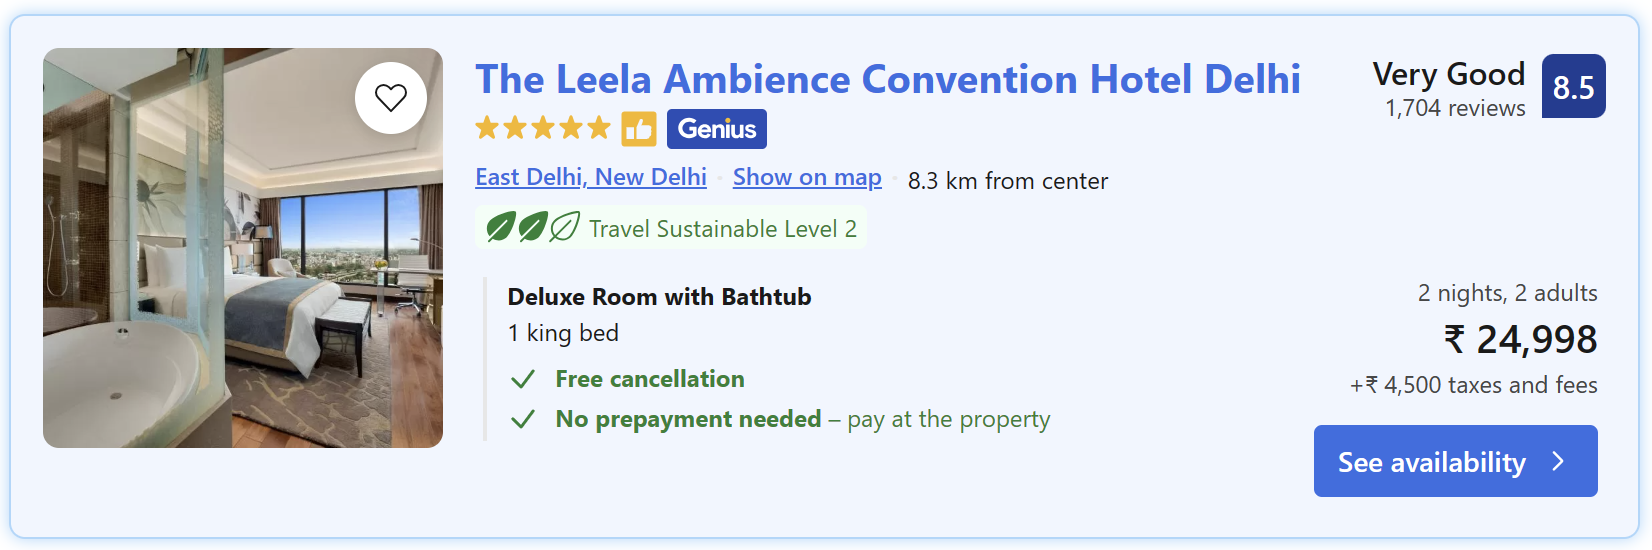 The Leela Ambience Convention Hotel Delhi
Genius
East Delhi, New Delhi · Show on map · 8.3 km from center
Travel Sustainable Level 2
Very Good 8.5
1,704 reviews
Deluxe Room with Bathtub
1 king bed
Free cancellation
No prepayment needed – pay at the property
2 nights, 2 adults
₹ 24,998
+₹ 4,500 taxes and fees
See availability